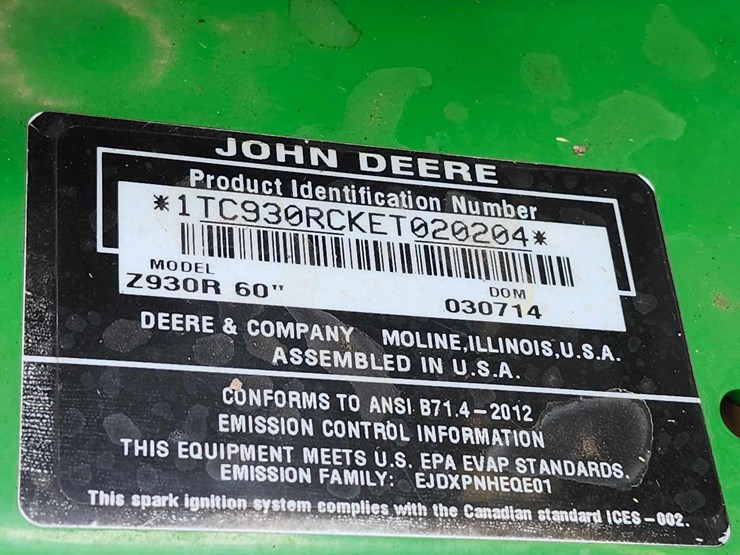 JOHN DEERE
Product Identification Number
*1TC930RCKET020204*
MODEL DOM
Z930R 60" 030714
DEERE & COMPANY MOLINE,ILLINOIS,U.S.A.
ASSEMBLED IN U.S.A.
CONFORMS TO ANSI B71.4-2012
EMISSION CONTROL INFORMATION
THIS EQUIPMENT MEETS U.S. EPA EVAP STANDARDS.
EMISSION FAMILY: EJDXPNHEQE01
This spark ignition system complies with the Canadian standard ICES-002.